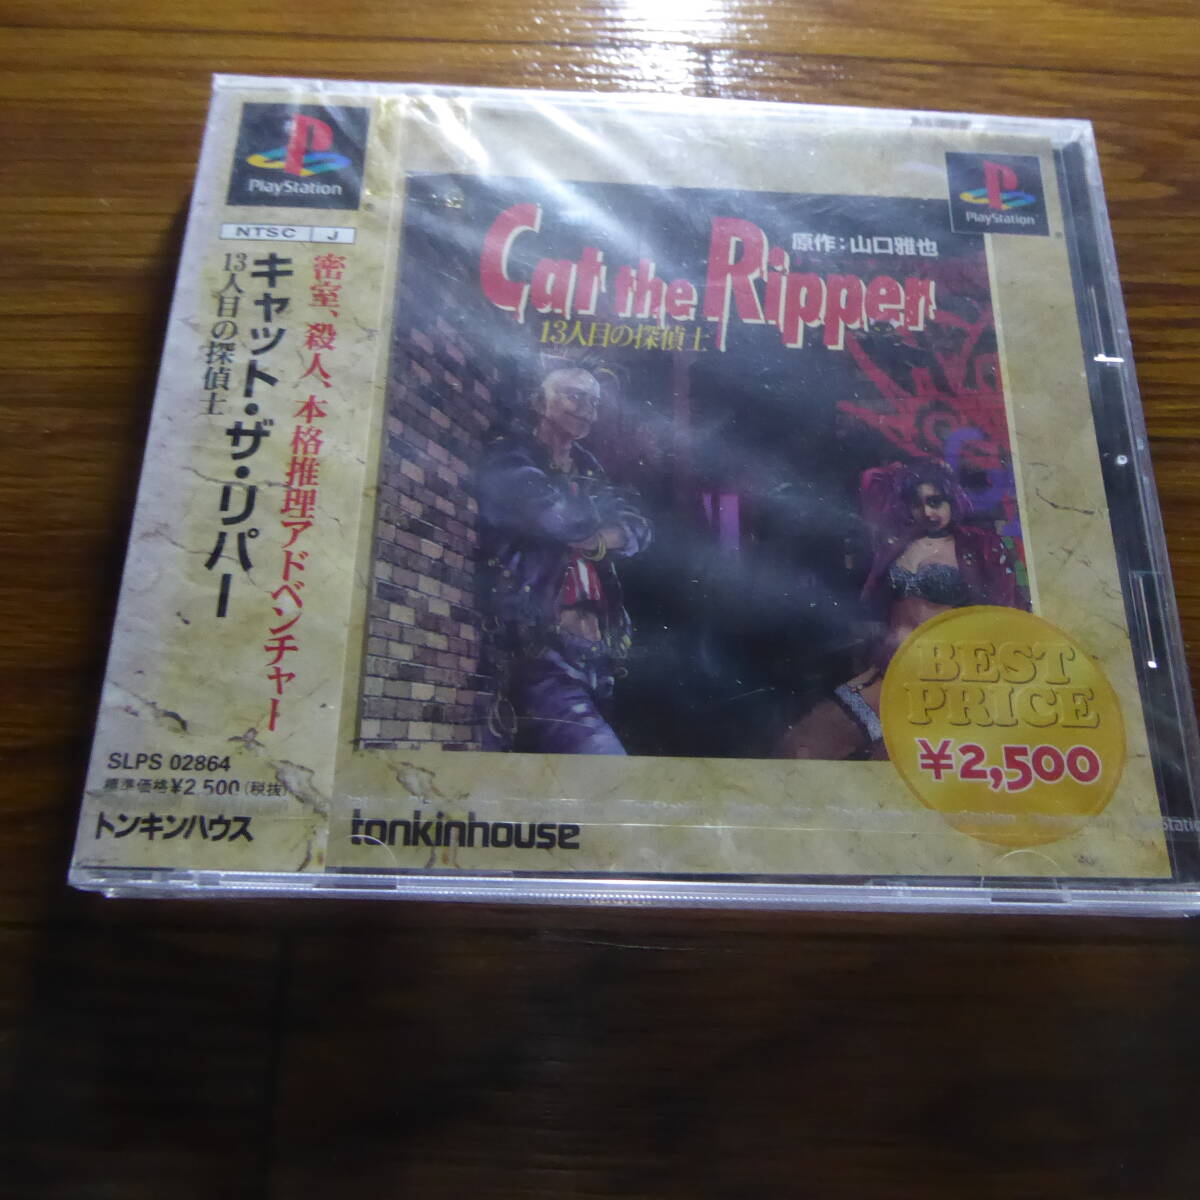 PlayStation
NTSC J
密室、殺人、本格推理アドベンチャー
キャット・ザ・リパー
13人目の探偵士
SLPS 02864
標準価格¥2,500(税抜)
トンキンハウス
PlayStation
原作:山口雅也
Cat the Ripper
13人目の探偵士
BEST
PRICE
¥2,500
tonkinhouse